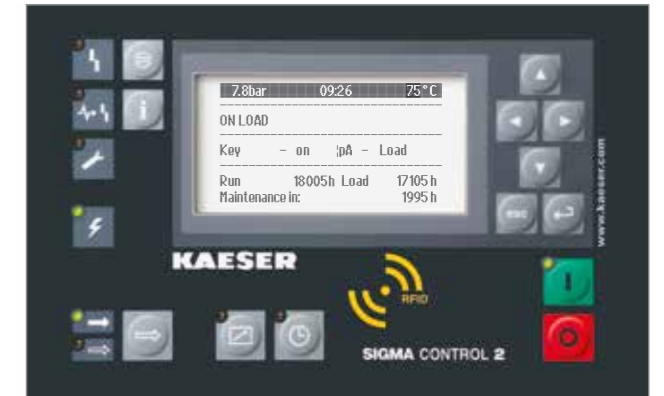 7.8bar 09:26 75°C
ON LOAD
Key - on ¦pA - Load
Run 18005h Load 17105h
Maintenance in: 1995h
i
esc
www.kaeser.com
KAESER
RFID
I
O
SIGMA CONTROL 2